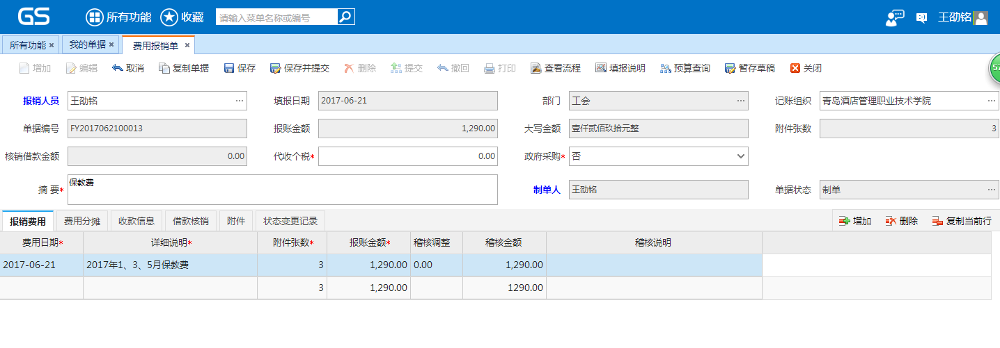 GS 所有功能 收藏 请输入菜单名称或编号 王劭铭
所有功能 × 我的单据 × 费用报销单 ×
增加 编辑 取消 复制单据 保存 保存并提交 删除 提交 撤回 打印 查看流程 填报说明 预算查询 暂存草稿 关闭 57
报销人员 王劭铭 ··· 填报日期 2017-06-21 部门 工会 ··· 记账组织 青岛酒店管理职业技术学院 ···
单据编号 FY2017062100013 报账金额 1,290.00 大写金额 壹仟贰佰玖拾元整 附件张数 3
核销借款金额 0.00 代收个税* 0.00 政府采购* 否
摘 要* 保教费 制单人 王劭铭 单据状态 制单 ···
报销费用 费用分摊 收款信息 借款核销 附件 状态变更记录 增加 删除 复制当前行
费用日期* 详细说明* 附件张数* 报账金额* 稽核调整 稽核金额 稽核说明
2017-06-21 2017年1、3、5月保教费 3 1,290.00 0.00 1,290.00
3 1,290.00 1290.00